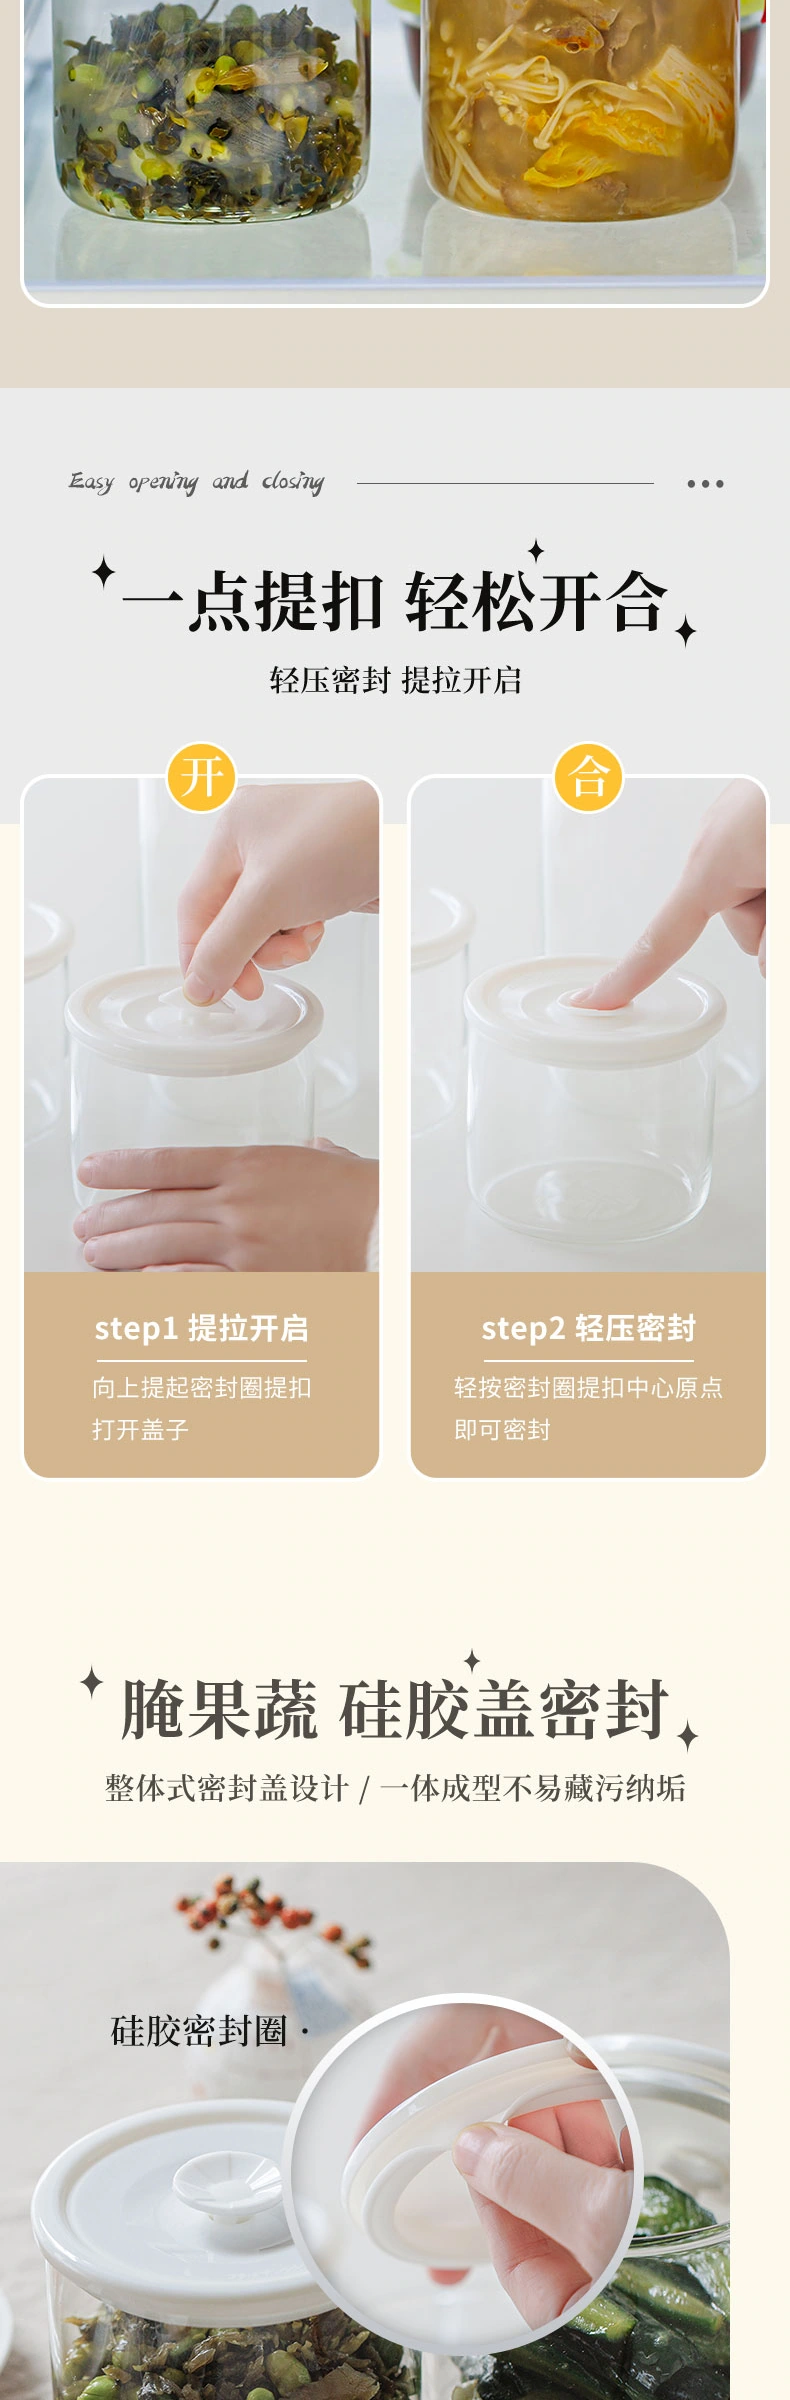 Easy opening and closing
一点提扣 轻松开合
轻压密封 提拉开启
开
合
step1 提拉开启
向上提起密封圈提扣
打开盖子
step2 轻压密封
轻按密封圈提扣中心原点
即可密封
腌果蔬 硅胶盖密封
整体式密封盖设计 / 一体成型不易藏污纳垢
硅胶密封圈 ·